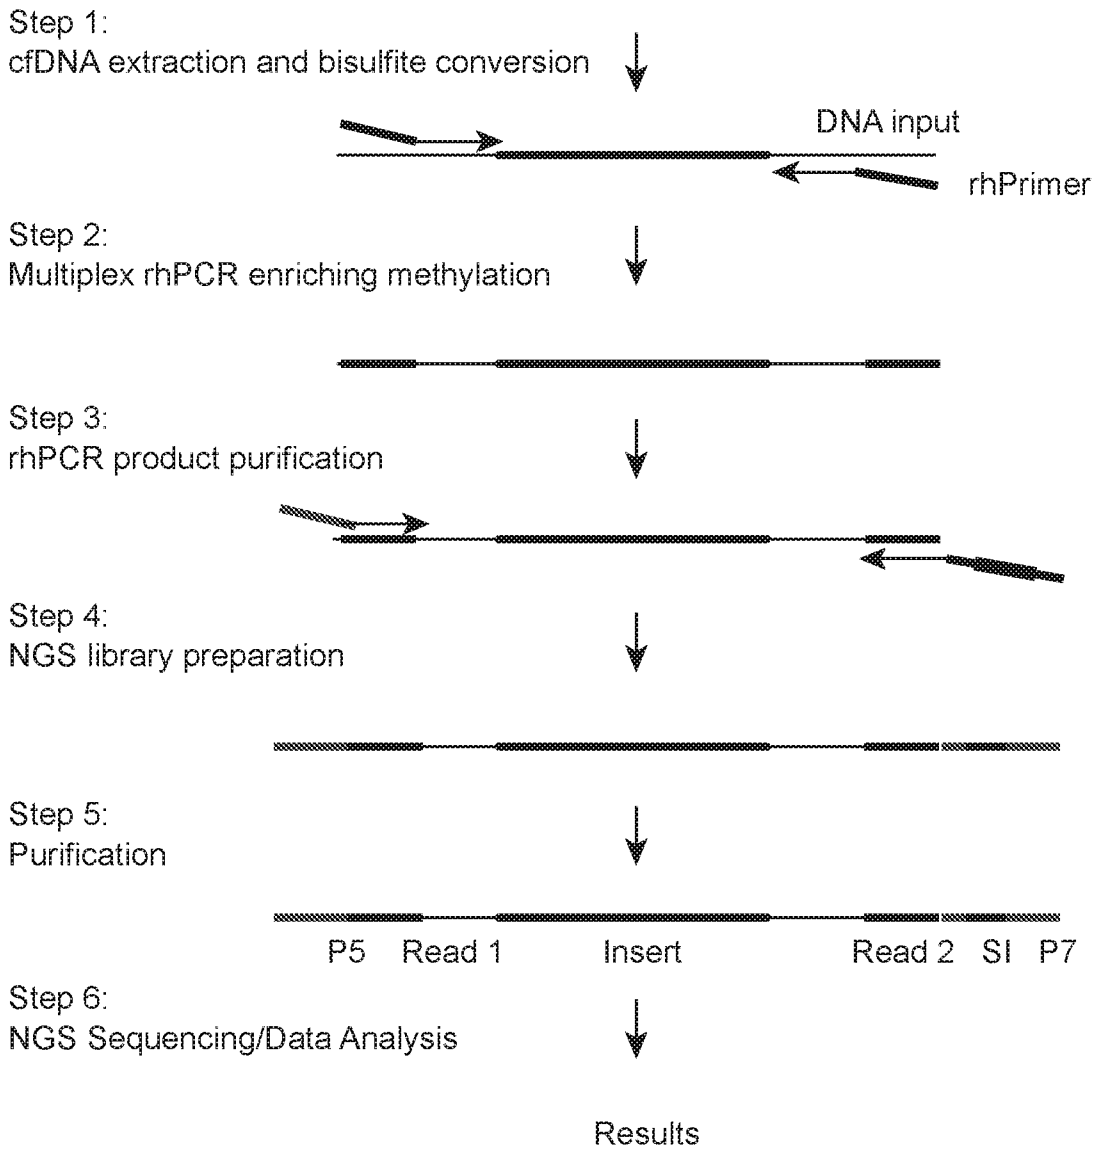 Step 1:
cfDNA extraction and bisulfite conversion
DNA input
rhPrimer
Step 2:
Multiplex rhPCR enriching methylation
Step 3:
rhPCR product purification
Step 4:
NGS library preparation
Step 5:
Purification
P5 Read 1 Insert Read 2 SI P7
Step 6:
NGS Sequencing/Data Analysis
Results